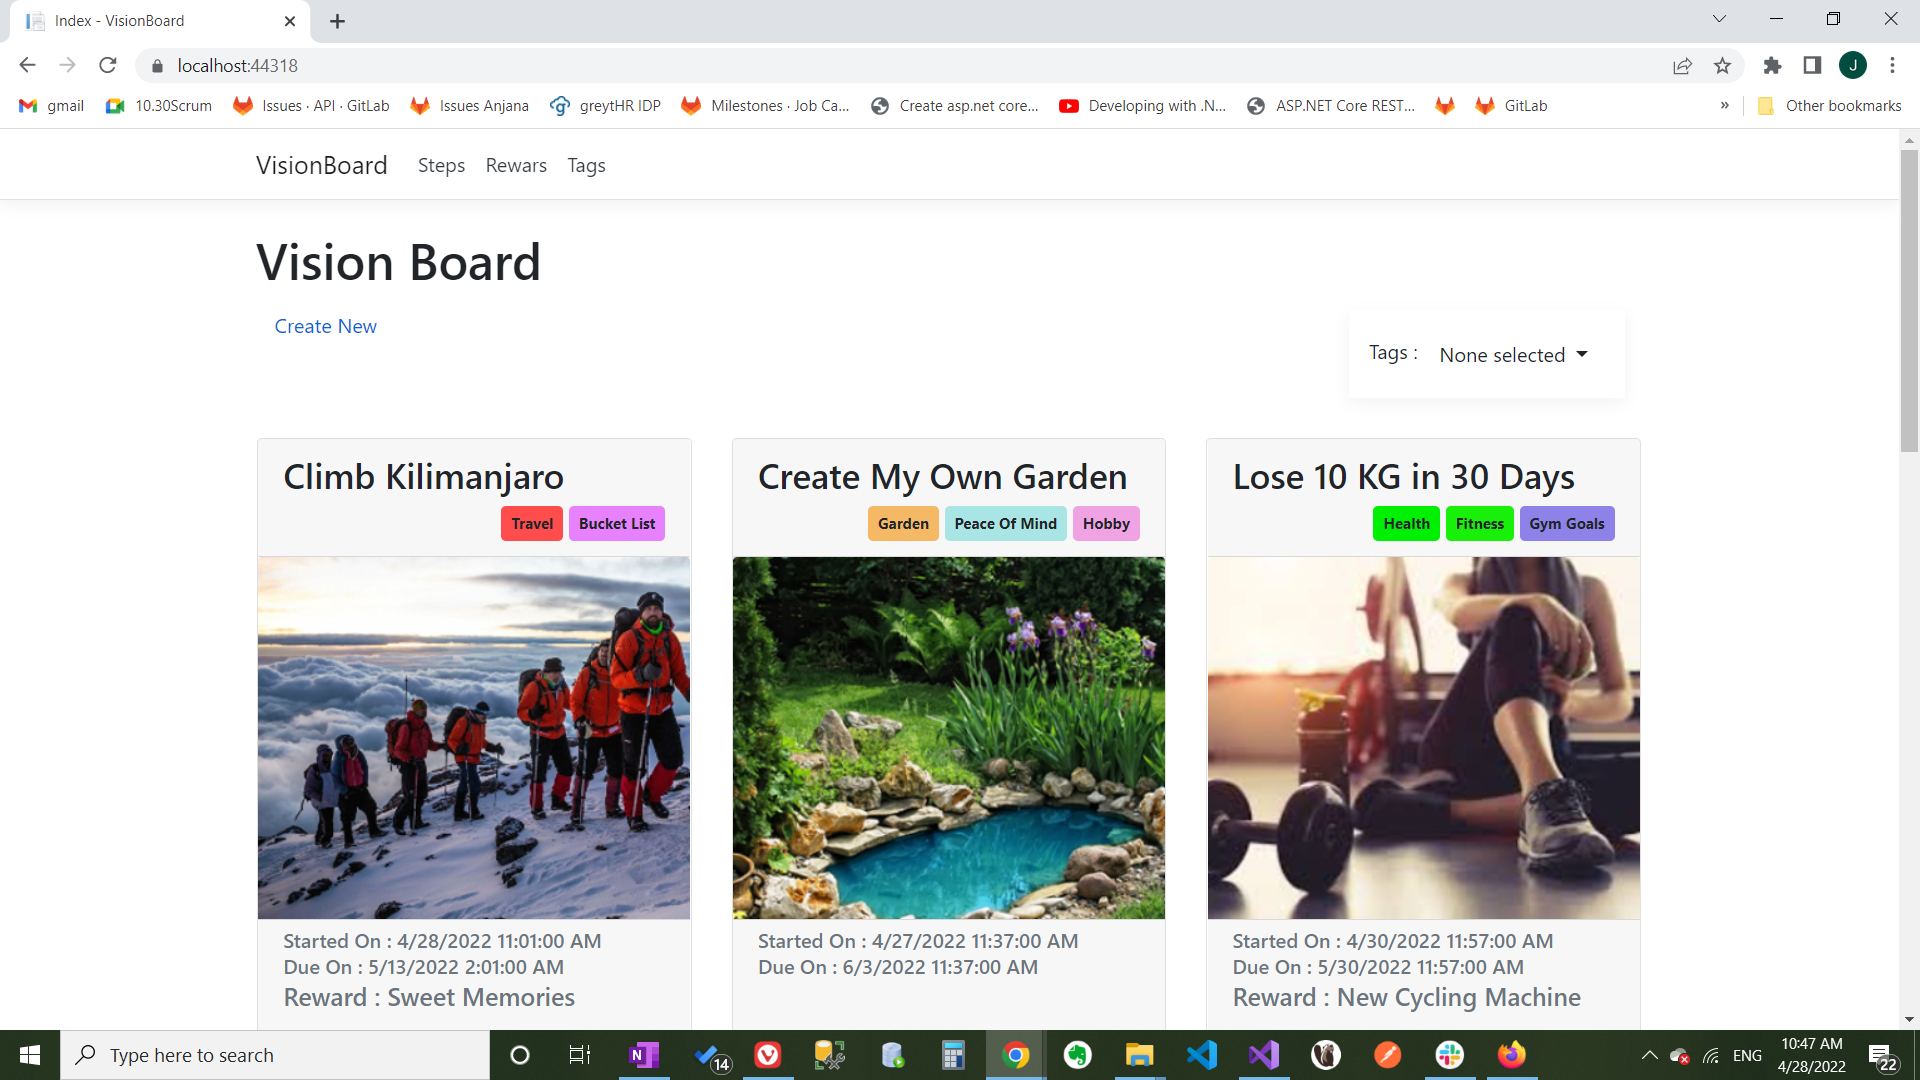 Index - VisionBoard
localhost:44318
J
gmail
10.30Scrum
Issues · API · GitLab
Issues Anjana
greytHR IDP
Milestones · Job Ca...
Create asp.net core...
Developing with .N...
ASP.NET Core REST...
GitLab
»
Other bookmarks
VisionBoard
Steps
Rewars
Tags
Vision Board
Create New
Tags :
None selected
Climb Kilimanjaro
Travel
Bucket List
Started On : 4/28/2022 11:01:00 AM
Due On : 5/13/2022 2:01:00 AM
Reward : Sweet Memories
Create My Own Garden
Garden
Peace Of Mind
Hobby
Started On : 4/27/2022 11:37:00 AM
Due On : 6/3/2022 11:37:00 AM
Lose 10 KG in 30 Days
Health
Fitness
Gym Goals
Started On : 4/30/2022 11:57:00 AM
Due On : 5/30/2022 11:57:00 AM
Reward : New Cycling Machine
Type here to search
N
14
ENG
10:47 AM
4/28/2022
22